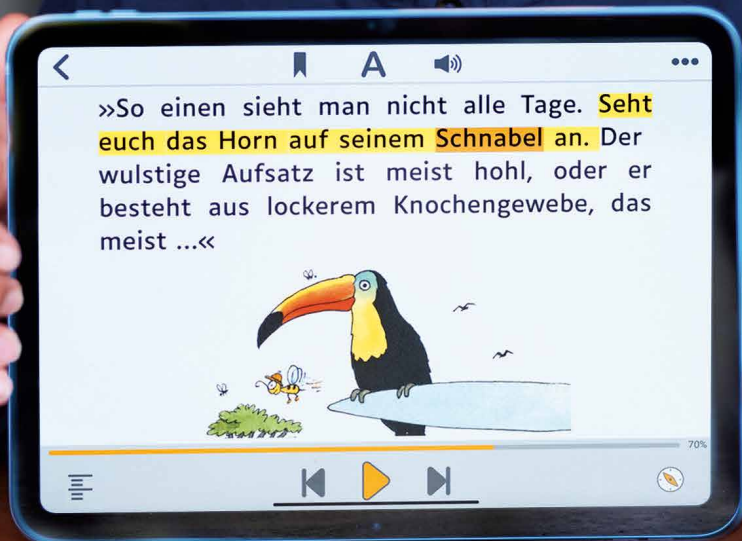 A
»So einen sieht man nicht alle Tage. Seht
euch das Horn auf seinem Schnabel an. Der
wulstige Aufsatz ist meist hohl, oder er
besteht aus lockerem Knochengewebe, das
meist ...«
70%